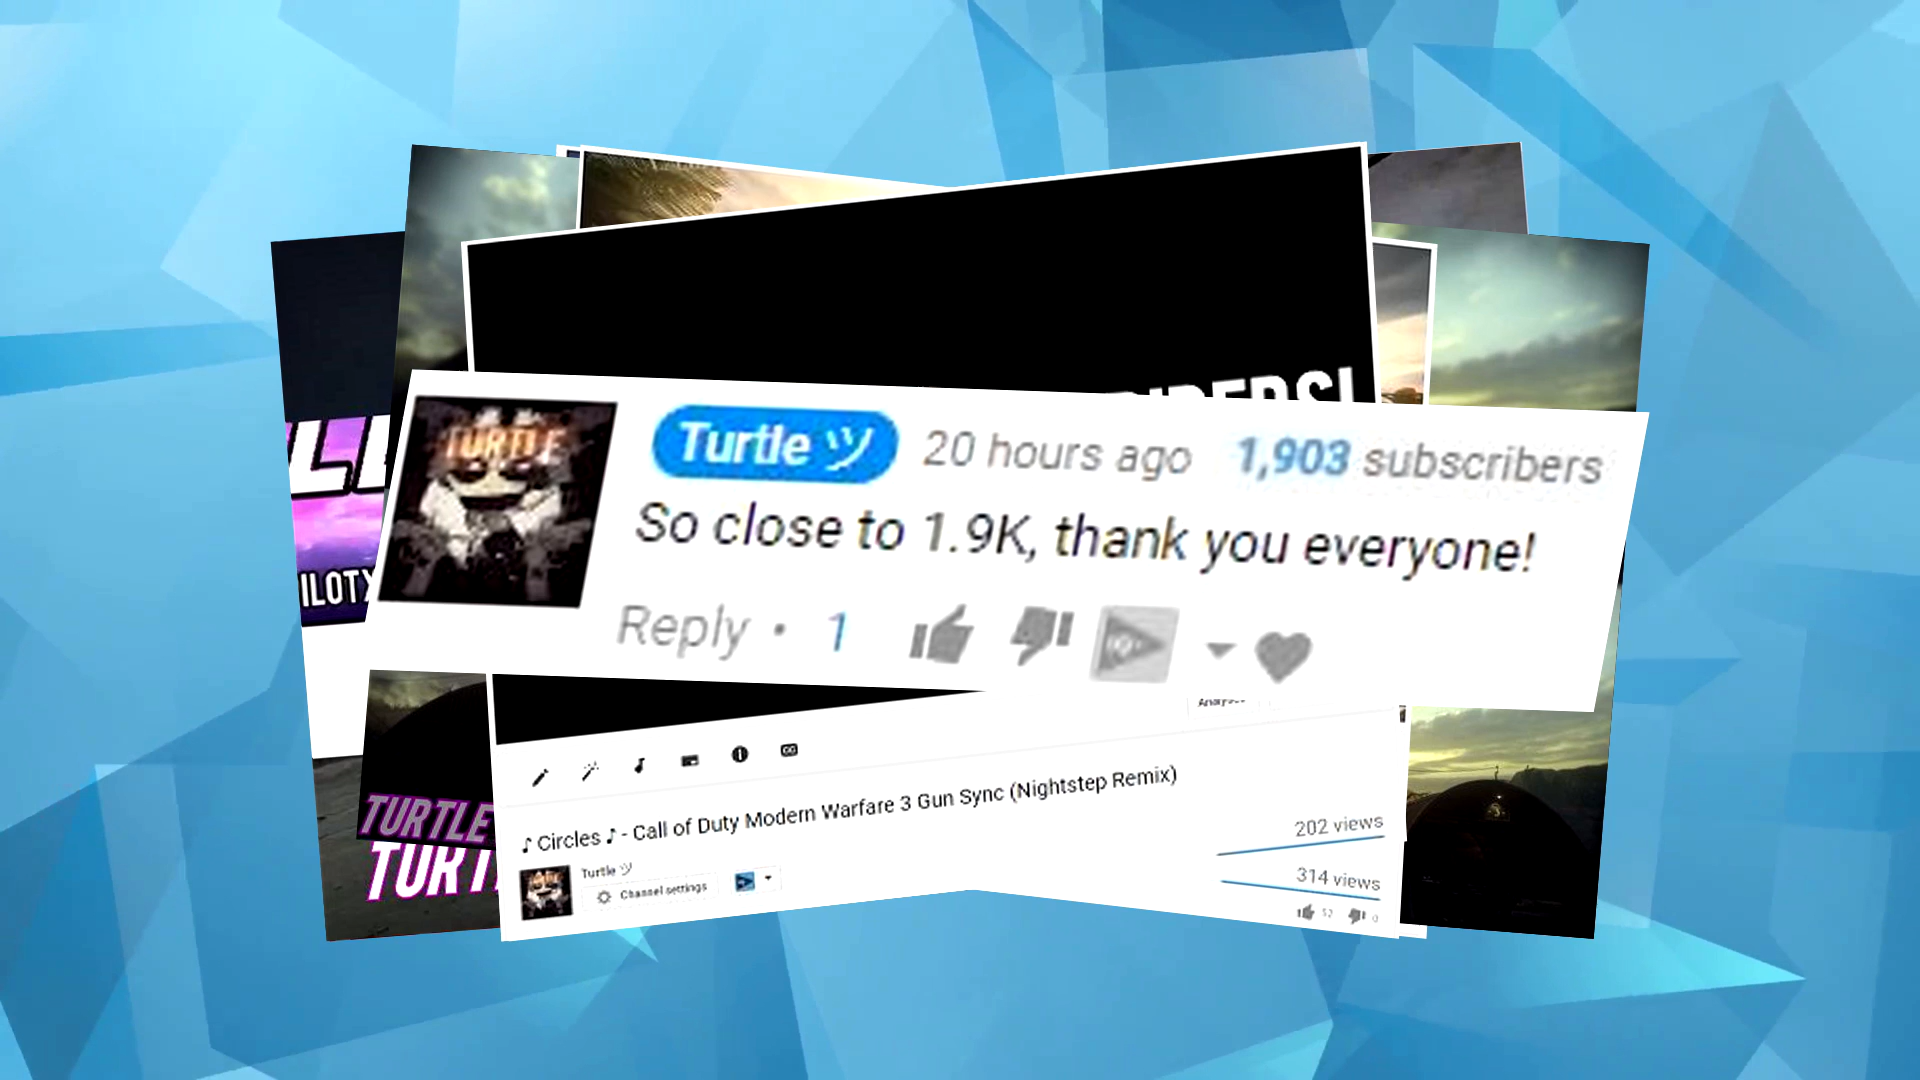 Turtle ツ 20 hours ago 1,903 subscribers
TURTLE
So close to 1.9K, thank you everyone!
Reply • 1
♪ Circles ♪ - Call of Duty Modern Warfare 3 Gun Sync (Nightstep Remix)
202 views
Turtle ツ
Channel settings
314 views
52 0
TURTLE